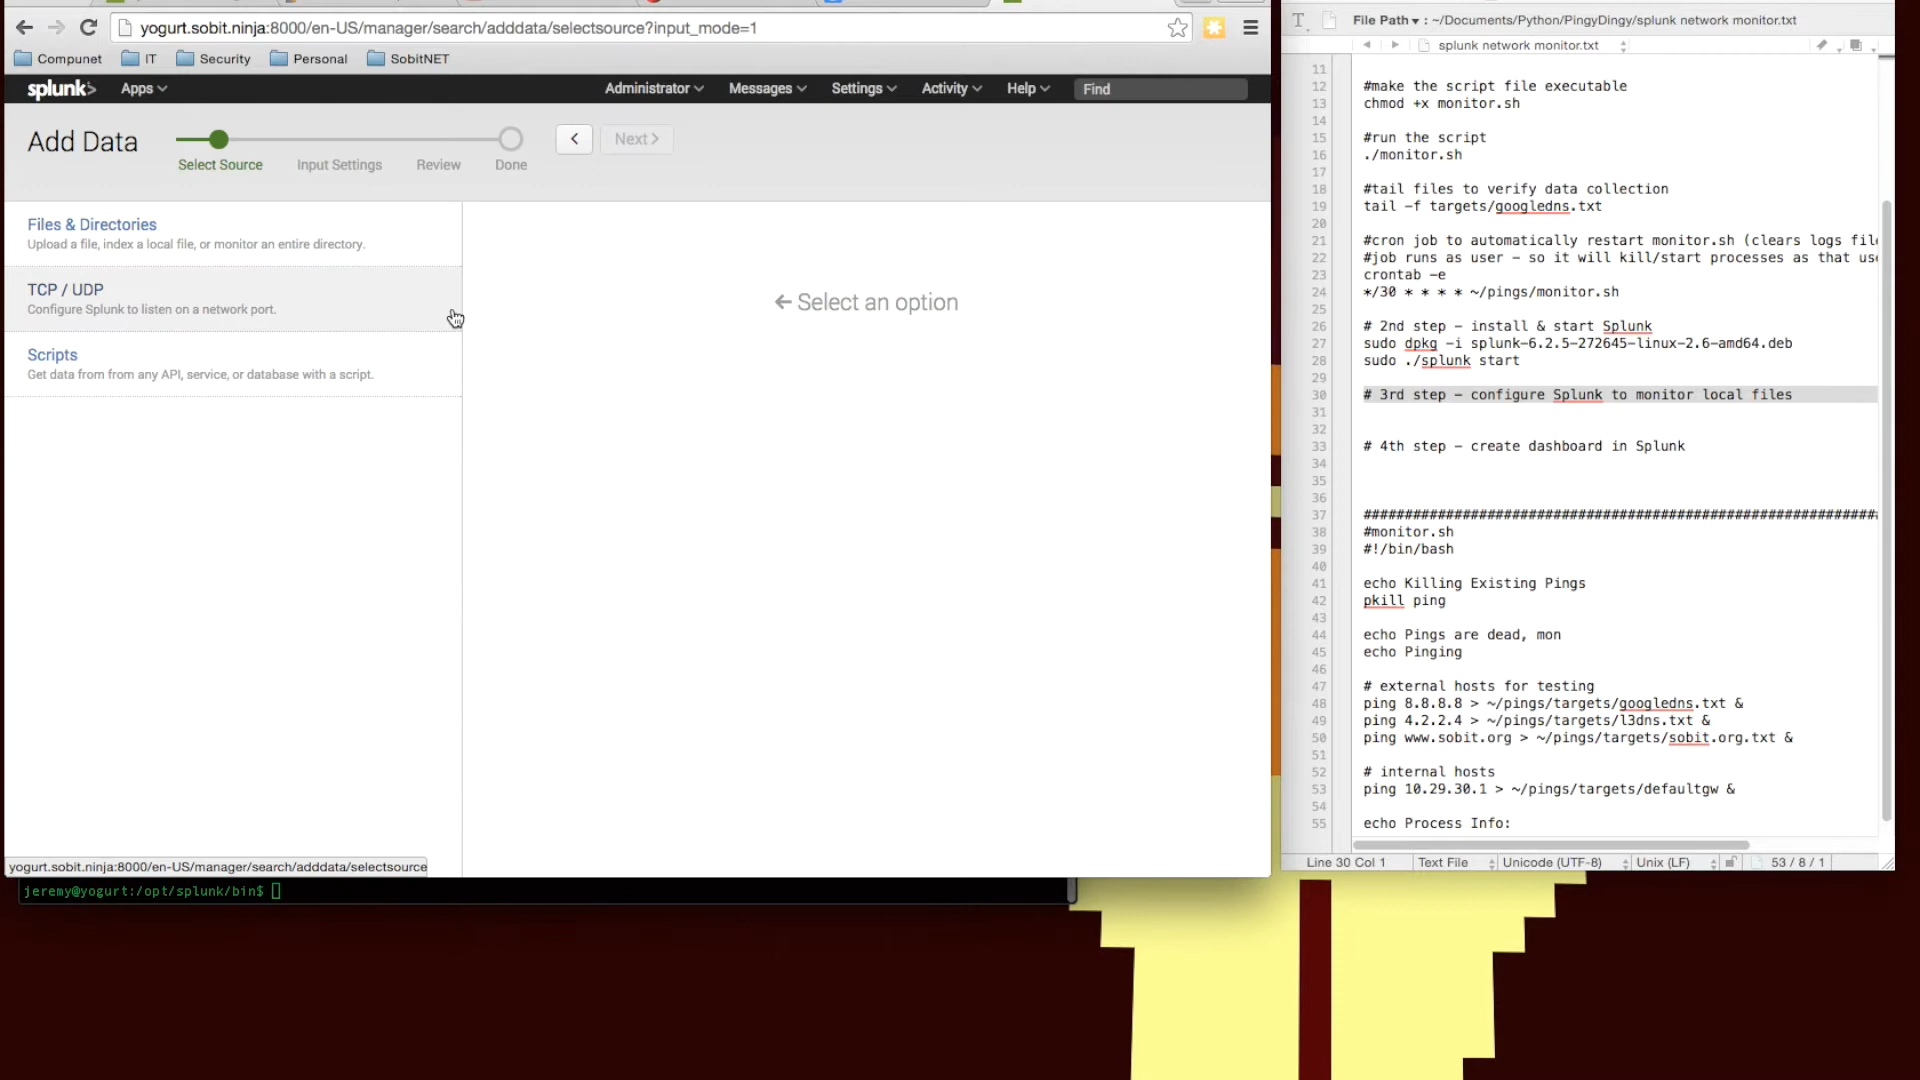 yogurt.sobit.ninja:8000/en-US/manager/search/adddata/selectsource?input_mode=1
Compunet
IT
Security
Personal
SobitNET
splunk>
Apps
Administrator
Messages
Settings
Activity
Help
Find
Add Data
Select Source
Input Settings
Review
Done
<
Next >
Files & Directories
Upload a file, index a local file, or monitor an entire directory.
TCP / UDP
Configure Splunk to listen on a network port.
Scripts
Get data from from any API, service, or database with a script.
← Select an option
yogurt.sobit.ninja:8000/en-US/manager/search/adddata/selectsource
jeremy@yogurt:/opt/splunk/bin$
File Path ▾ : ~/Documents/Python/PingyDingy/splunk network monitor.txt
splunk network monitor.txt
11
12 #make the script file executable
13 chmod +x monitor.sh
14
15 #run the script
16 ./monitor.sh
17
18 #tail files to verify data collection
19 tail -f targets/googledns.txt
20
21 #cron job to automatically restart monitor.sh (clears logs fil
22 #job runs as user - so it will kill/start processes as that us
23 crontab -e
24 */30 * * * * ~/pings/monitor.sh
25
26 # 2nd step - install & start Splunk
27 sudo dpkg -i splunk-6.2.5-272645-linux-2.6-amd64.deb
28 sudo ./splunk start
29
30 # 3rd step - configure Splunk to monitor local files
31
32
33 # 4th step - create dashboard in Splunk
34
35
36
37 ###############################################################
38 #monitor.sh
39 #!/bin/bash
40
41 echo Killing Existing Pings
42 pkill ping
43
44 echo Pings are dead, mon
45 echo Pinging
46
47 # external hosts for testing
48 ping 8.8.8.8 > ~/pings/targets/googledns.txt &
49 ping 4.2.2.4 > ~/pings/targets/l3dns.txt &
50 ping www.sobit.org > ~/pings/targets/sobit.org.txt &
51
52 # internal hosts
53 ping 10.29.30.1 > ~/pings/targets/defaultgw &
54
55 echo Process Info:
Line 30 Col 1
Text File
Unicode (UTF-8)
Unix (LF)
53 / 8 / 1